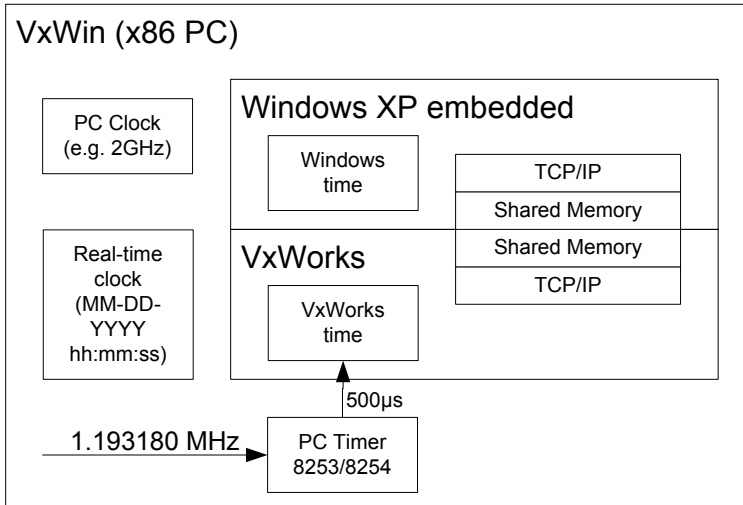 VxWin (x86 PC)
PC Clock
(e.g. 2GHz)
Windows XP embedded
Windows
time
TCP/IP
Shared Memory
Real-time
clock
(MM-DD-
YYYY
hh:mm:ss)
VxWorks
VxWorks
time
Shared Memory
TCP/IP
500µs
1.193180 MHz
PC Timer
8253/8254